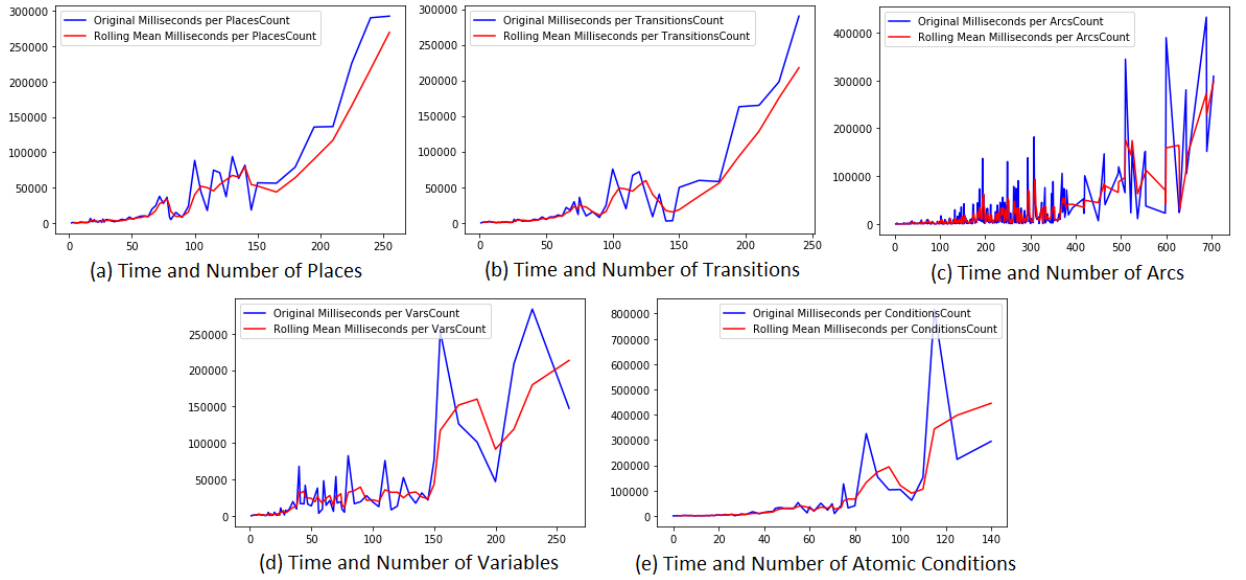 Original Milliseconds per PlacesCount
Rolling Mean Milliseconds per PlacesCount
300000
250000
200000
150000
100000
50000
0
0 50 100 150 200 250
(a) Time and Number of Places
Original Milliseconds per TransitionsCount
Rolling Mean Milliseconds per TransitionsCount
300000
250000
200000
150000
100000
50000
0
0 50 100 150 200 250
(b) Time and Number of Transitions
Original Milliseconds per ArcsCount
Rolling Mean Milliseconds per ArcsCount
400000
300000
200000
100000
0
0 100 200 300 400 500 600 700
(c) Time and Number of Arcs
Original Milliseconds per VarsCount
Rolling Mean Milliseconds per VarsCount
250000
200000
150000
100000
50000
0
0 50 100 150 200 250
(d) Time and Number of Variables
Original Milliseconds per ConditionsCount
Rolling Mean Milliseconds per ConditionsCount
800000
700000
600000
500000
400000
300000
200000
100000
0
0 20 40 60 80 100 120 140
(e) Time and Number of Atomic Conditions